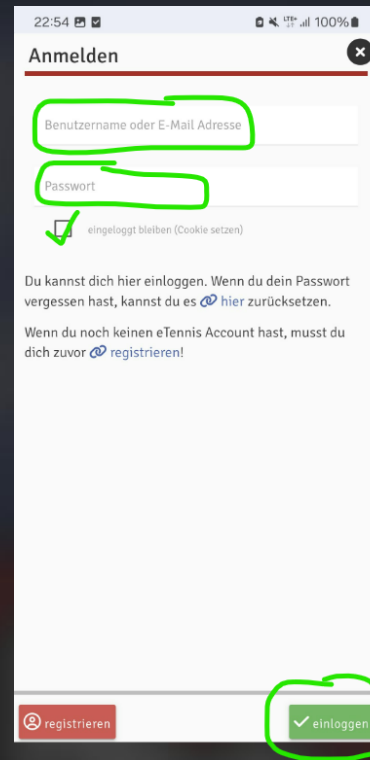 22:54 LTE+ 100%
Anmelden
Benutzername oder E-Mail Adresse
Passwort
eingeloggt bleiben (Cookie setzen)
Du kannst dich hier einloggen. Wenn du dein Passwort
vergessen hast, kannst du es hier zurücksetzen.
Wenn du noch keinen eTennis Account hast, musst du
dich zuvor registrieren!
registrieren
einloggen